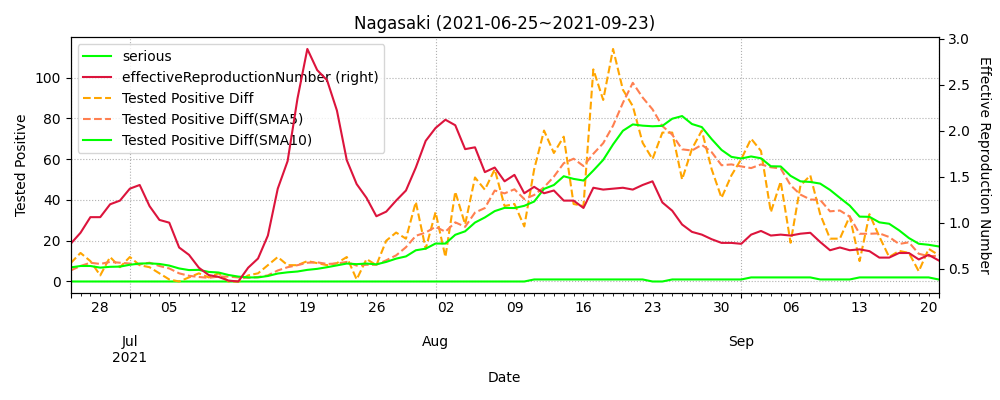 Nagasaki (2021-06-25~2021-09-23)
serious
effectiveReproductionNumber (right)
Tested Positive Diff
Tested Positive Diff(SMA5)
Tested Positive Diff(SMA10)
Tested Positive
100
80
60
40
20
0
3.0
2.5
2.0
1.5
1.0
0.5
Effective Reproduction Number
28 05 12 19 26 02 09 16 23 30 06 13 20
Jul Aug Sep
2021
Date